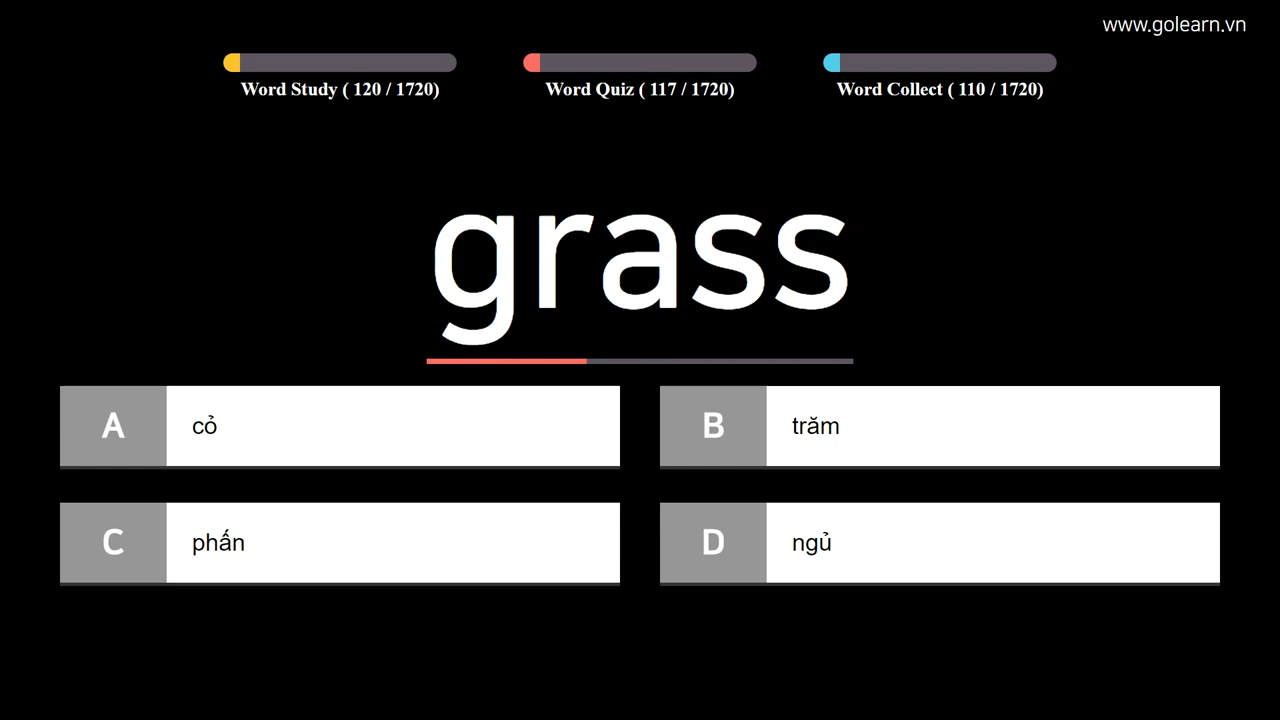 www.golearn.vn
Word Study ( 120 / 1720)
Word Quiz ( 117 / 1720)
Word Collect ( 110 / 1720)
grass
A cỏ
B trăm
C phấn
D ngủ